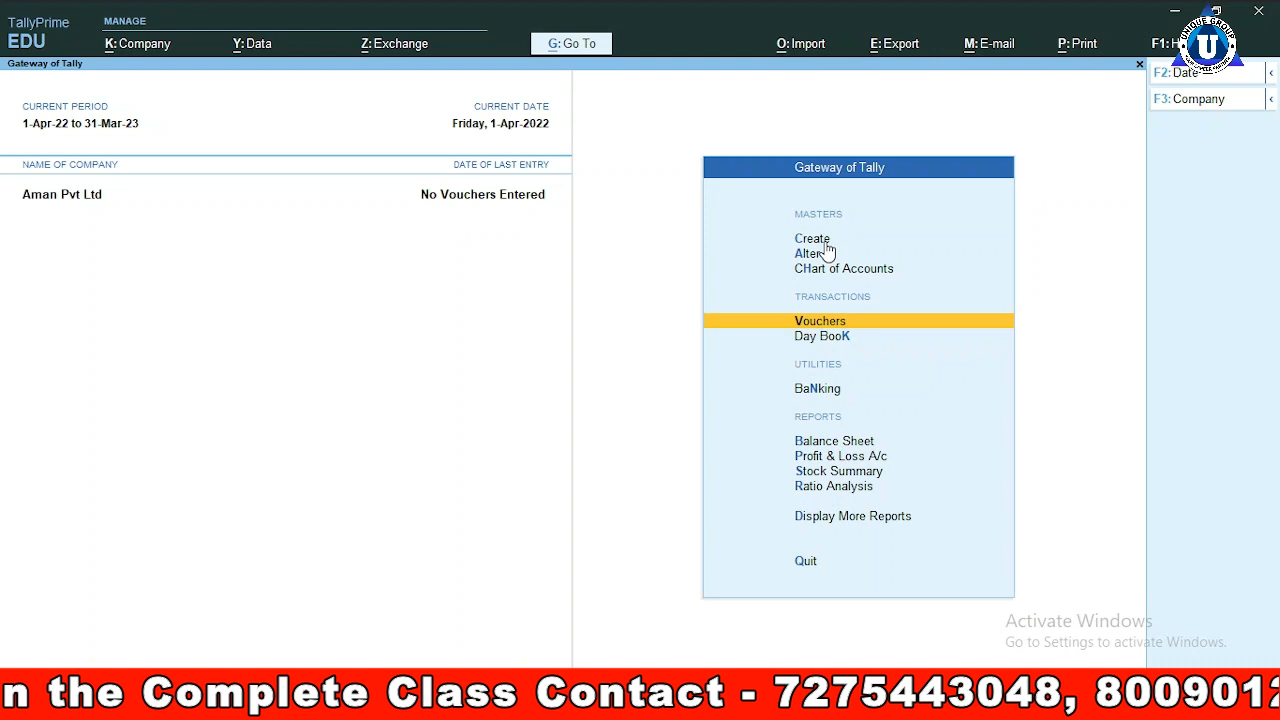 TallyPrime
EDU
MANAGE
K: Company
Y: Data
Z: Exchange
G: Go To
O: Import
E: Export
M: E-mail
P: Print
F1: H
UNIQUE GROUP
U
Gateway of Tally
F2: Date
F3: Company
CURRENT PERIOD
CURRENT DATE
1-Apr-22 to 31-Mar-23
Friday, 1-Apr-2022
NAME OF COMPANY
DATE OF LAST ENTRY
Aman Pvt Ltd
No Vouchers Entered
Gateway of Tally
MASTERS
Create
Alter
CHart of Accounts
TRANSACTIONS
Vouchers
Day BooK
UTILITIES
BaNking
REPORTS
Balance Sheet
Profit & Loss A/c
Stock Summary
Ratio Analysis
Display More Reports
Quit
Activate Windows
Go to Settings to activate Windows.
n the Complete Class Contact - 7275443048, 8009012